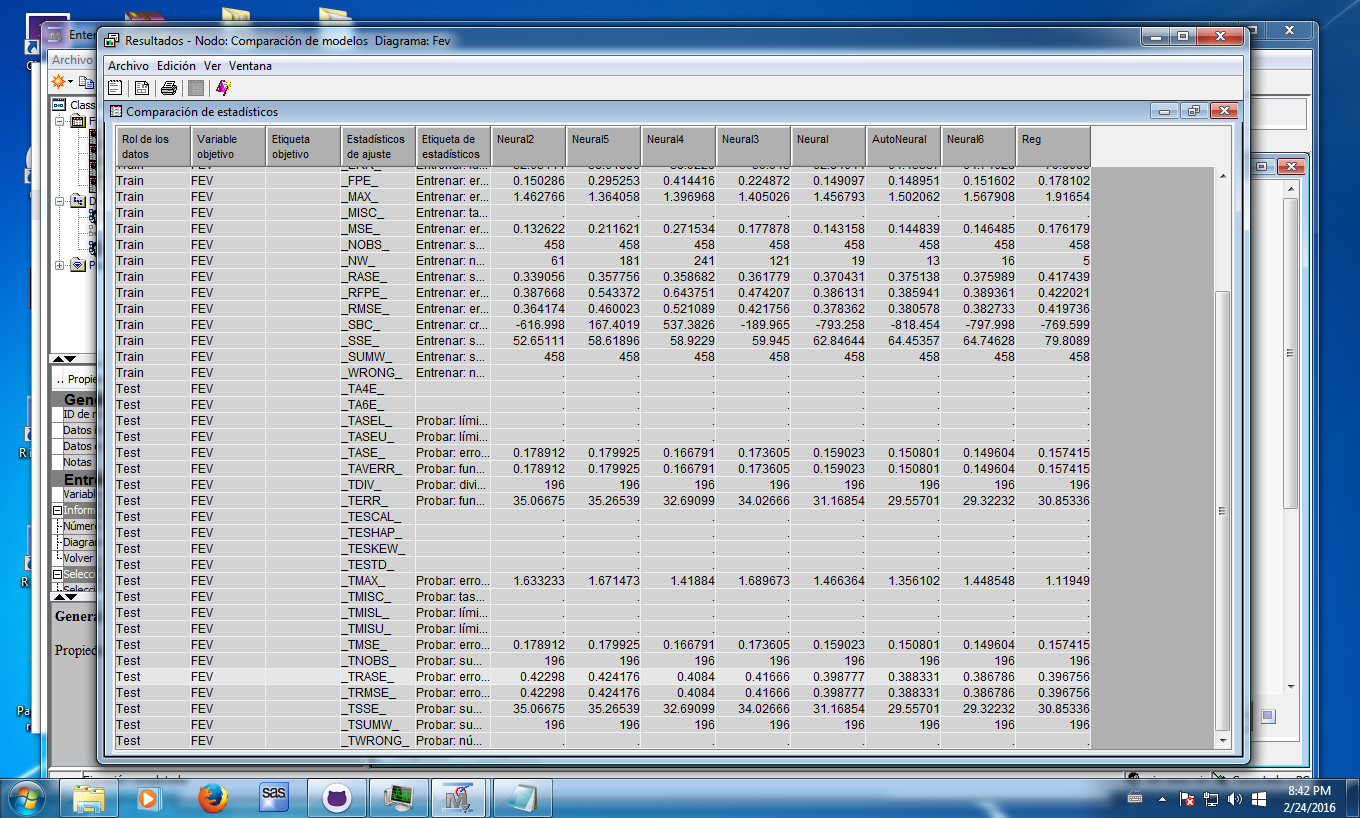 Enter
Resultados - Nodo: Comparación de modelos Diagrama: Fev
Archivo
Archivo Edición Ver Ventana
Class
Comparación de estadísticos
Rol de los datos Variable objetivo Etiqueta objetivo Estadísticos de ajuste Etiqueta de estadísticos Neural2 Neural5 Neural4 Neural3 Neural AutoNeural Neural6 Reg
Train FEV _FPE_ Entrenar: er... 0.150286 0.295253 0.414416 0.224872 0.149097 0.148951 0.151602 0.178102
Train FEV _MAX_ Entrenar: er... 1.462766 1.364058 1.396968 1.405026 1.456793 1.502062 1.567908 1.91654
Train FEV _MISC_ Entrenar: ta... . . . . . . . .
Train FEV _MSE_ Entrenar: er... 0.132622 0.211621 0.271534 0.177878 0.143158 0.144839 0.146485 0.176179
Train FEV _NOBS_ Entrenar: s... 458 458 458 458 458 458 458 458
Train FEV _NW_ Entrenar: n... 61 181 241 121 19 13 16 5
Train FEV _RASE_ Entrenar: s... 0.339056 0.357756 0.358682 0.361779 0.370431 0.375138 0.375989 0.417439
Train FEV _RFPE_ Entrenar: er... 0.387668 0.543372 0.643751 0.474207 0.386131 0.385941 0.389361 0.422021
Train FEV _RMSE_ Entrenar: er... 0.364174 0.460023 0.521089 0.421756 0.378362 0.380578 0.382733 0.419736
Train FEV _SBC_ Entrenar: cr... -616.998 167.4019 537.3826 -189.965 -793.258 -818.454 -797.998 -769.599
Train FEV _SSE_ Entrenar: s... 52.65111 58.61896 58.9229 59.945 62.84644 64.45357 64.74628 79.8089
Train FEV _SUMW_ Entrenar: s... 458 458 458 458 458 458 458 458
Train FEV _WRONG_ Entrenar: n... . . . . . . . .
Test FEV _TA4E_ . . . . . . . .
Test FEV _TA6E_ . . . . . . . .
Test FEV _TASEL_ Probar: lími... . . . . . . . .
Test FEV _TASEU_ Probar: lími... . . . . . . . .
Test FEV _TASE_ Probar: erro... 0.178912 0.179925 0.166791 0.173605 0.159023 0.150801 0.149604 0.157415
Test FEV _TAVERR_ Probar: fun... 0.178912 0.179925 0.166791 0.173605 0.159023 0.150801 0.149604 0.157415
Test FEV _TDIV_ Probar: divi... 196 196 196 196 196 196 196 196
Test FEV _TERR_ Probar: fun... 35.06675 35.26539 32.69099 34.02666 31.16854 29.55701 29.32232 30.85336
Test FEV _TESCAL_ . . . . . . . .
Test FEV _TESHAP_ . . . . . . . .
Test FEV _TESKEW_ . . . . . . . .
Test FEV _TESTD_ . . . . . . . .
Test FEV _TMAX_ Probar: erro... 1.633233 1.671473 1.41884 1.686673 1.466364 1.356102 1.448548 1.11949
Test FEV _TMISC_ Probar: tas... . . . . . . . .
Test FEV _TMISL_ Probar: lími... . . . . . . . .
Test FEV _TMISU_ Probar: lími... . . . . . . . .
Test FEV _TMSE_ Probar: erro... 0.178912 0.179925 0.166791 0.173605 0.159023 0.150801 0.149604 0.157415
Test FEV _TNOBS_ Probar: su... 196 196 196 196 196 196 196 196
Test FEV _TRASE_ Probar: erro... 0.42298 0.424176 0.4084 0.41666 0.398777 0.388331 0.386786 0.396756
Test FEV _TRMSE_ Probar: erro... 0.42298 0.424176 0.4084 0.41666 0.398777 0.388331 0.386786 0.396756
Test FEV _TSSE_ Probar: su... 35.06675 35.26539 32.69099 34.02666 31.16854 29.55701 29.32232 30.85336
Test FEV _TSUMW_ Probar: su... 196 196 196 196 196 196 196 196
Test FEV _TWRONG_ Probar: nú... . . . . . . . .
.. Propie
Gene
ID de n
Datos i
Datos
Notas
Entre
Variabl
Inform
Número
Diagra
Volver
Selecc
Genera
Propied
sas
8:42 PM
2/24/2016